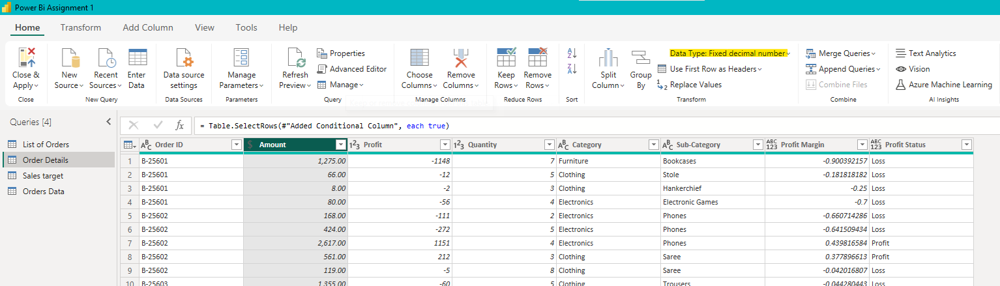 Power Bi Assignment 1
Home Transform Add Column View Tools Help
Close & Apply
New Source
Recent Sources
Enter Data
Data source settings
Manage Parameters
Refresh Preview
Properties
Advanced Editor
Manage
Choose Columns
Remove Columns
Keep Rows
Remove Rows
Split Column
Group By
Data Type: Fixed decimal number
Use First Row as Headers
Replace Values
Merge Queries
Append Queries
Combine Files
Text Analytics
Vision
Azure Machine Learning
Close New Query Data Sources Parameters Query Manage Columns Reduce Rows Sort Transform Combine AI Insights
Queries [4]
List of Orders
Order Details
Sales target
Orders Data
= Table.SelectRows(#"Added Conditional Column", each true)
Order ID Amount Profit Quantity Category Sub-Category Profit Margin Profit Status
1 B-25601 1,275.00 -1148 7 Furniture Bookcases -0.900392157 Loss
2 B-25601 66.00 -12 5 Clothing Stole -0.181818182 Loss
3 B-25601 8.00 -2 3 Clothing Hankerchief -0.25 Loss
4 B-25601 80.00 -56 4 Electronics Electronic Games -0.7 Loss
5 B-25602 168.00 -111 2 Electronics Phones -0.660714286 Loss
6 B-25602 424.00 -272 5 Electronics Phones -0.641509434 Loss
7 B-25602 2,617.00 1151 4 Electronics Phones 0.439816584 Profit
8 B-25602 561.00 212 3 Clothing Saree 0.377896613 Profit
9 B-25602 119.00 -5 8 Clothing Saree -0.042016807 Loss
10 B-25603 1,355.00 -60 5 Clothing Trousers -0.044280443 Loss